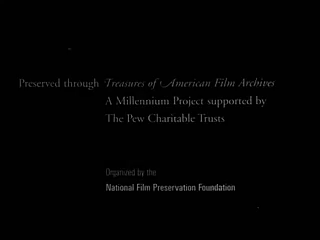 Preserved through Treasures of American Film Archives
A Millennium Project supported by
The Pew Charitable Trusts
Organized by the
National Film Preservation Foundation